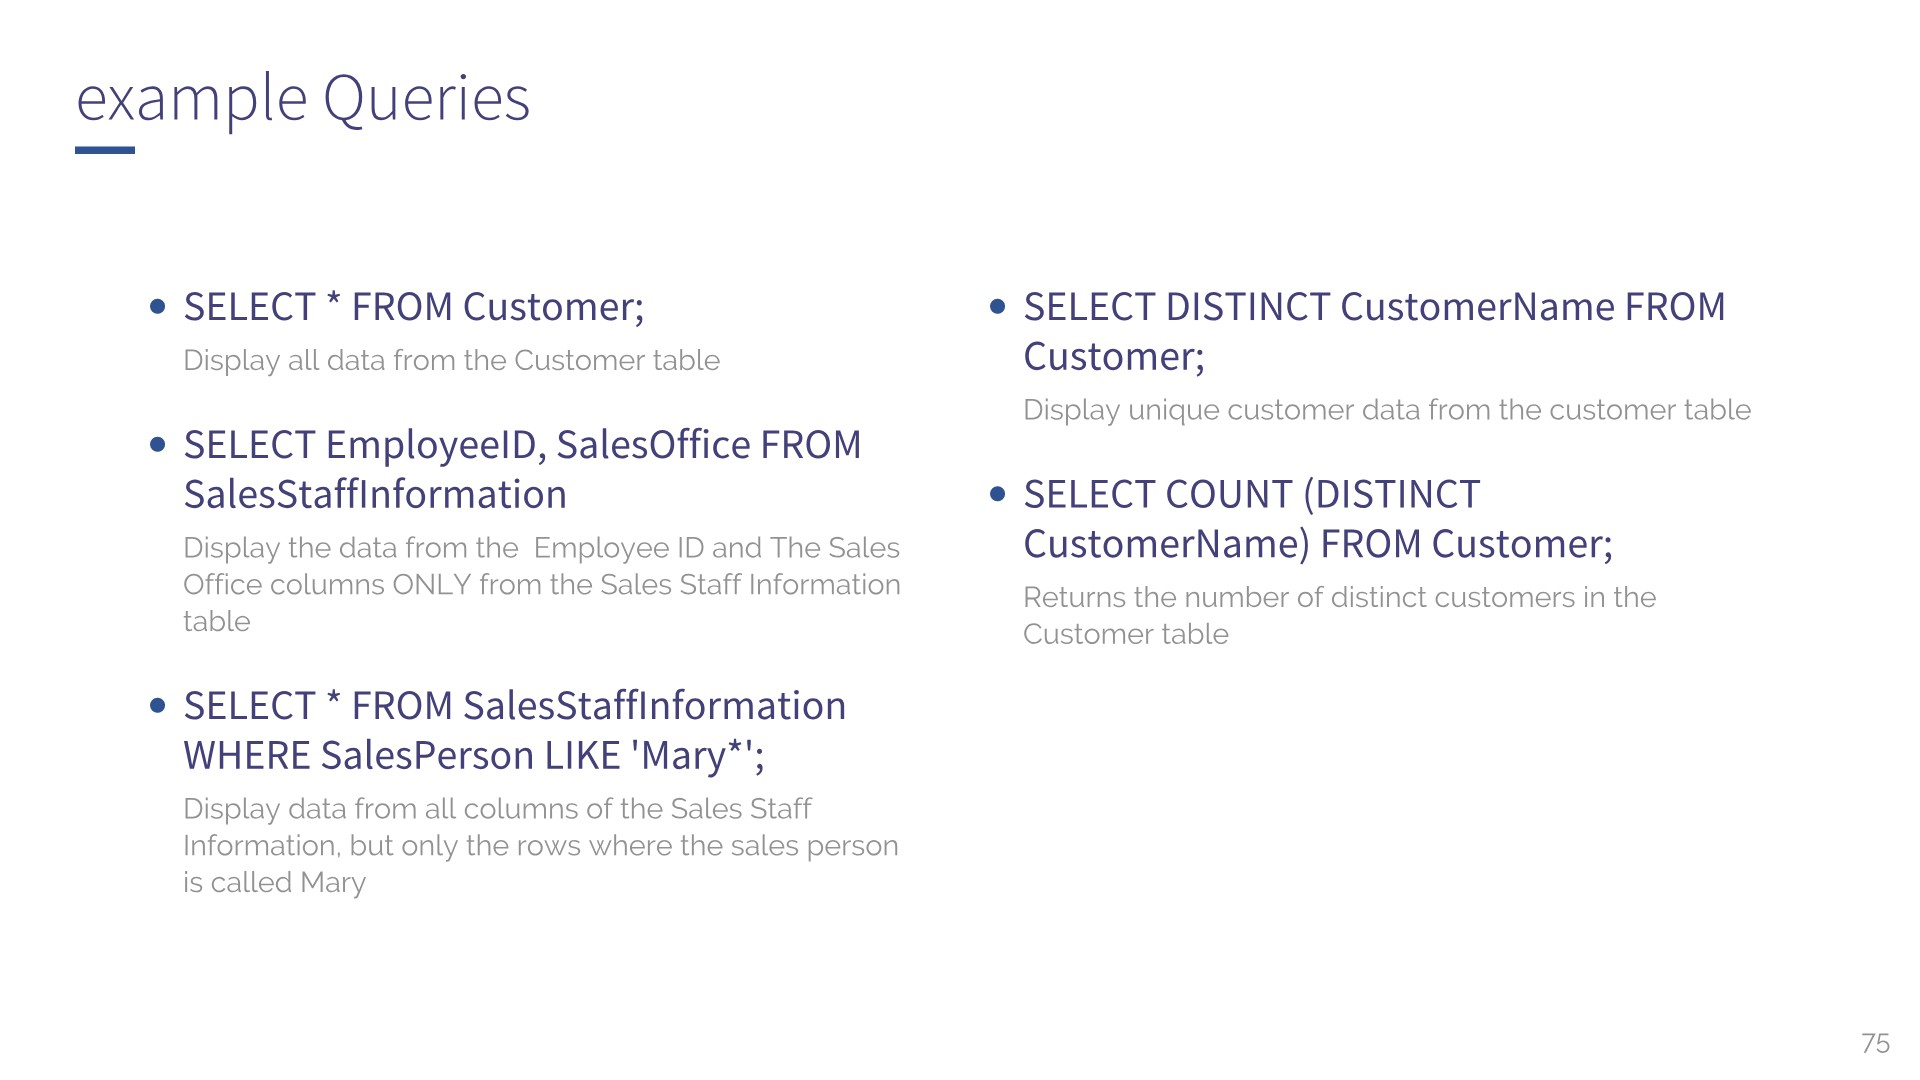 example Queries
• SELECT * FROM Customer;
Display all data from the Customer table
• SELECT EmployeeID, SalesOffice FROM
SalesStaffInformation
Display the data from the  Employee ID and The Sales
Office columns ONLY from the Sales Staff Information
table
• SELECT * FROM SalesStaffInformation
WHERE SalesPerson LIKE 'Mary*';
Display data from all columns of the Sales Staff
Information, but only the rows where the sales person
is called Mary
• SELECT DISTINCT CustomerName FROM
Customer;
Display unique customer data from the customer table
• SELECT COUNT (DISTINCT
CustomerName) FROM Customer;
Returns the number of distinct customers in the
Customer table
75